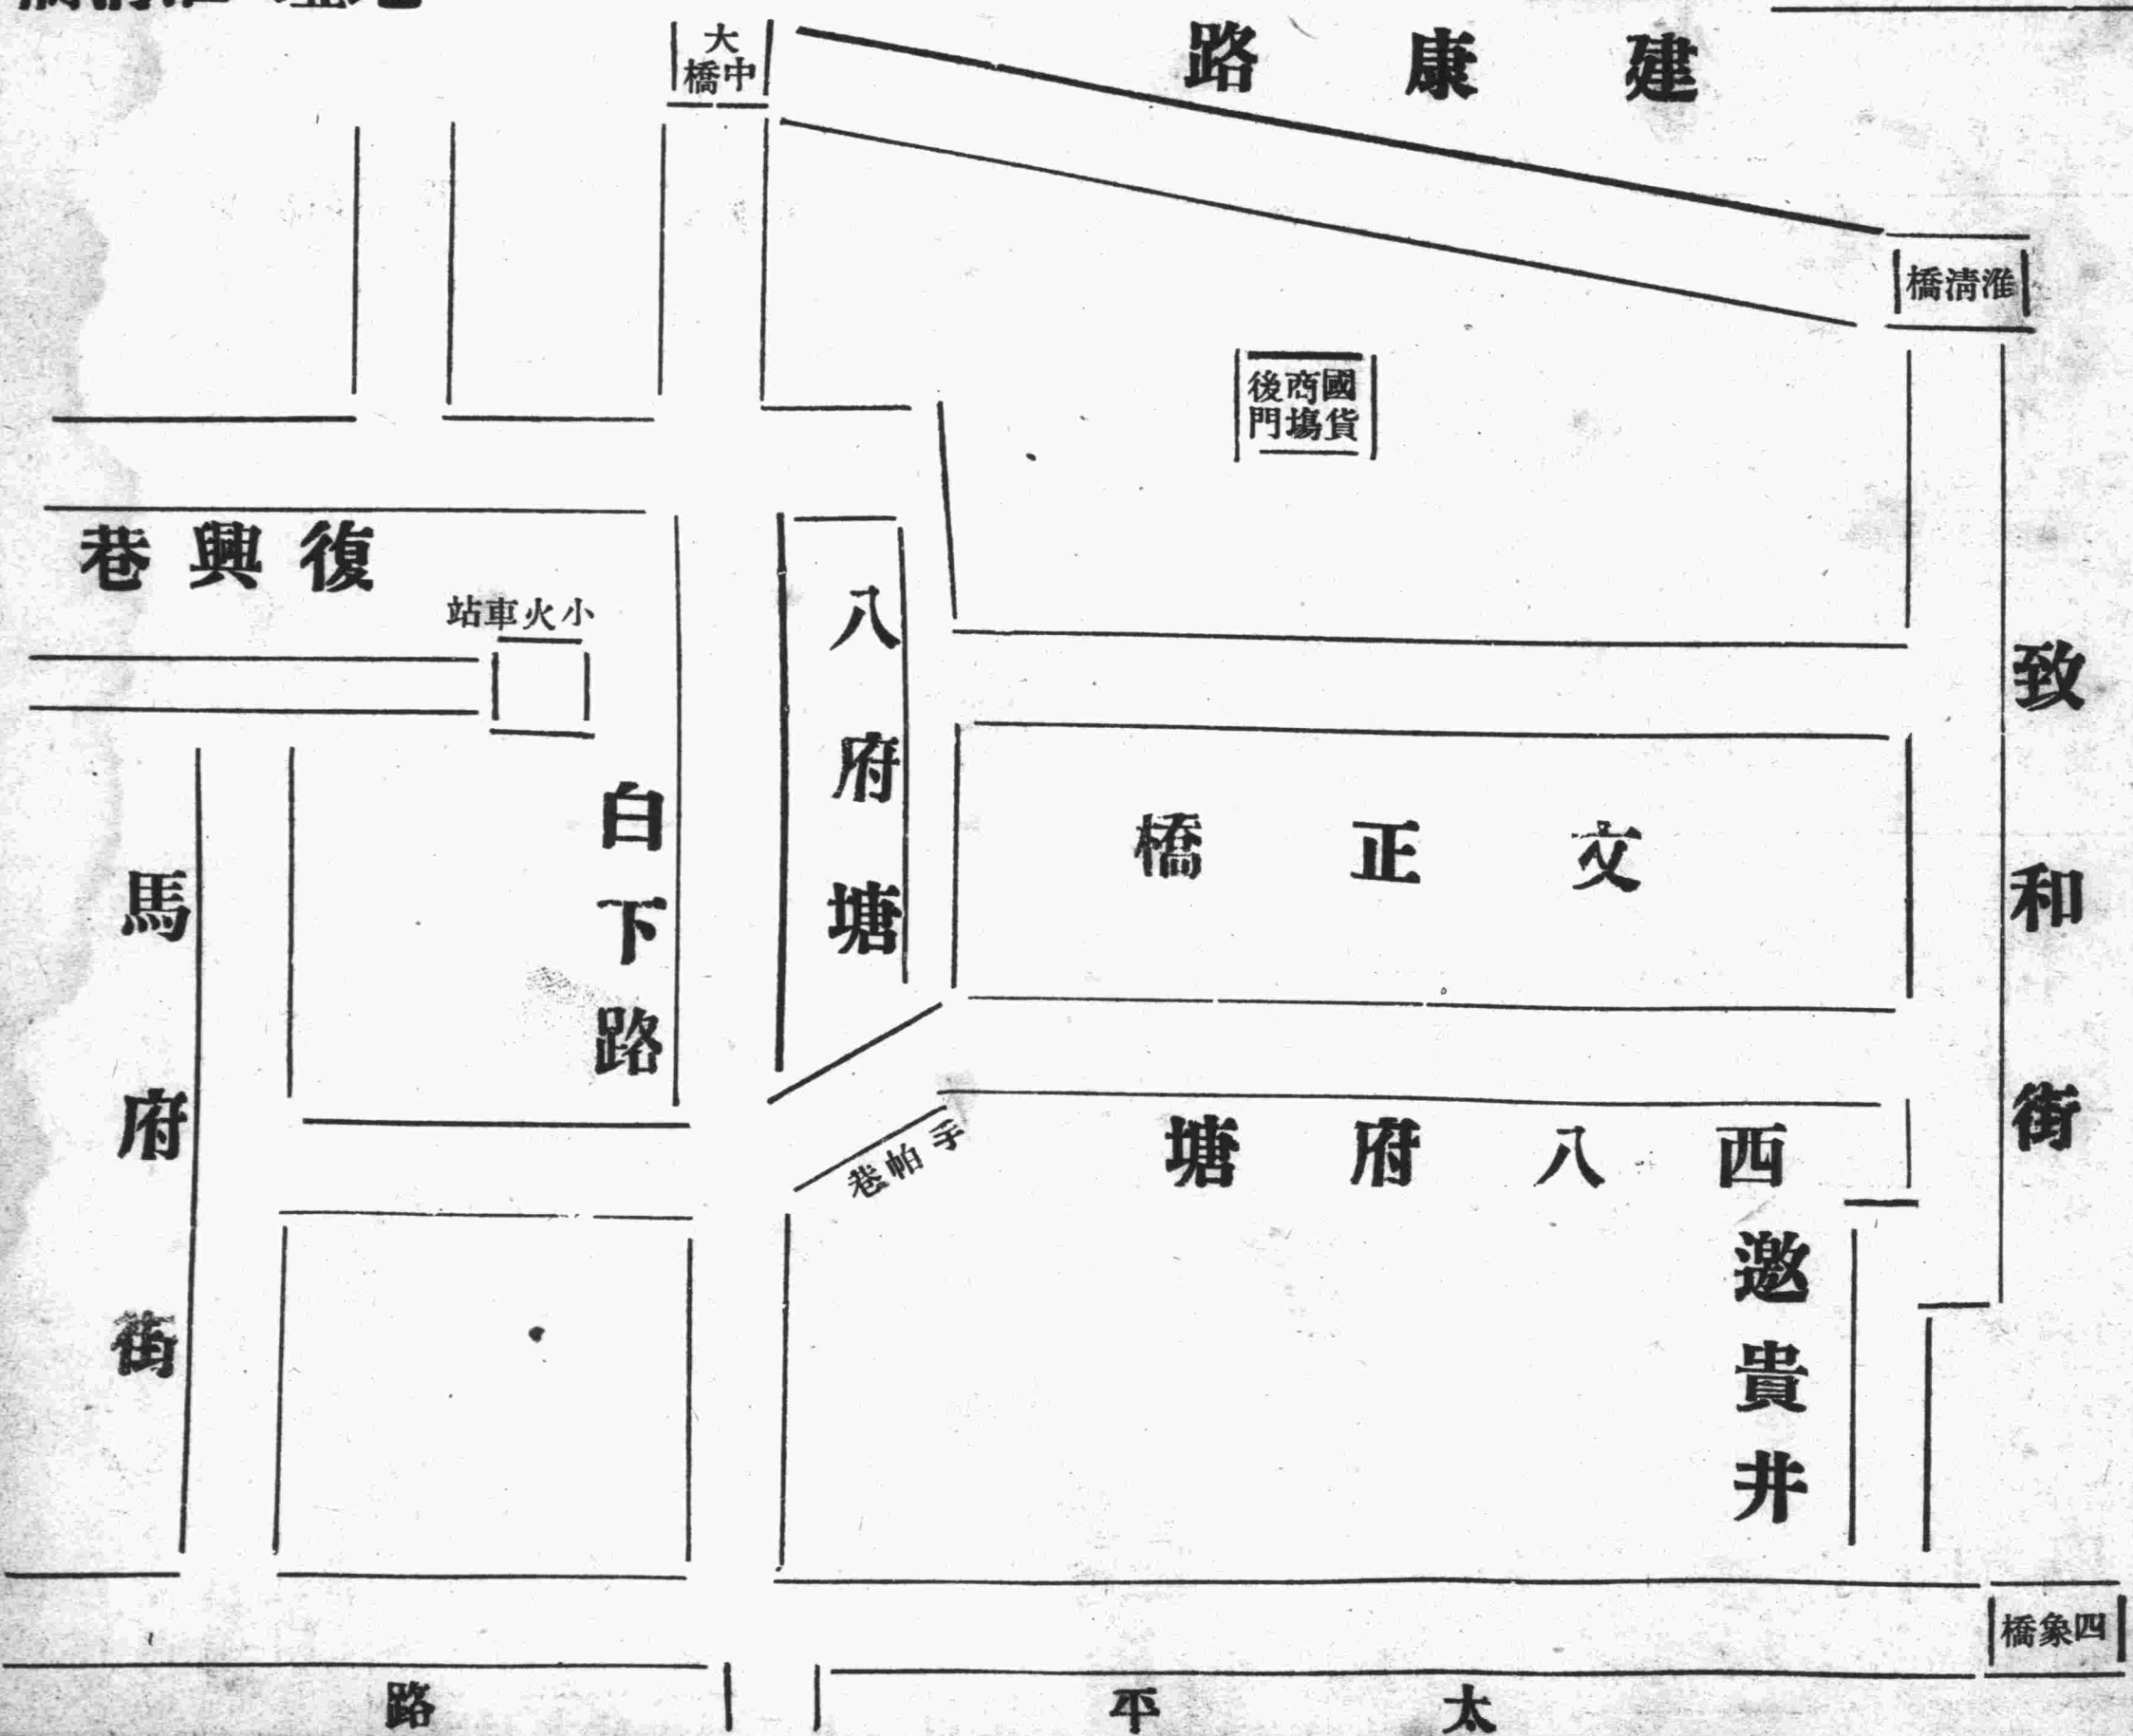 建康路
大中橋
淮清橋
國貨商場後門
復興巷
小火車站
八府塘
致和街
白下路
文正橋
馬府街
手帕巷
西八府塘
邀貴井
四象橋
太平路